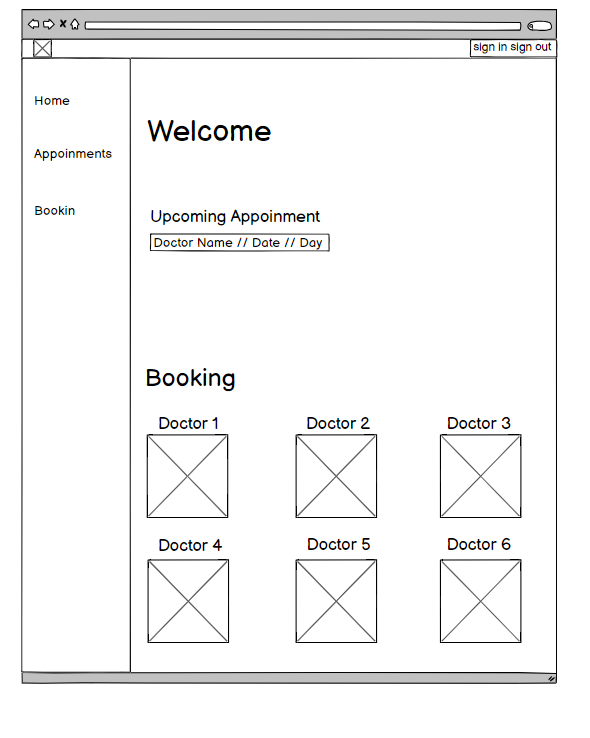 sign in sign out
Home
Appoinments
Bookin
Welcome
Upcoming Appoinment
Doctor Name // Date // Day
Booking
Doctor 1 Doctor 2 Doctor 3
Doctor 4 Doctor 5 Doctor 6